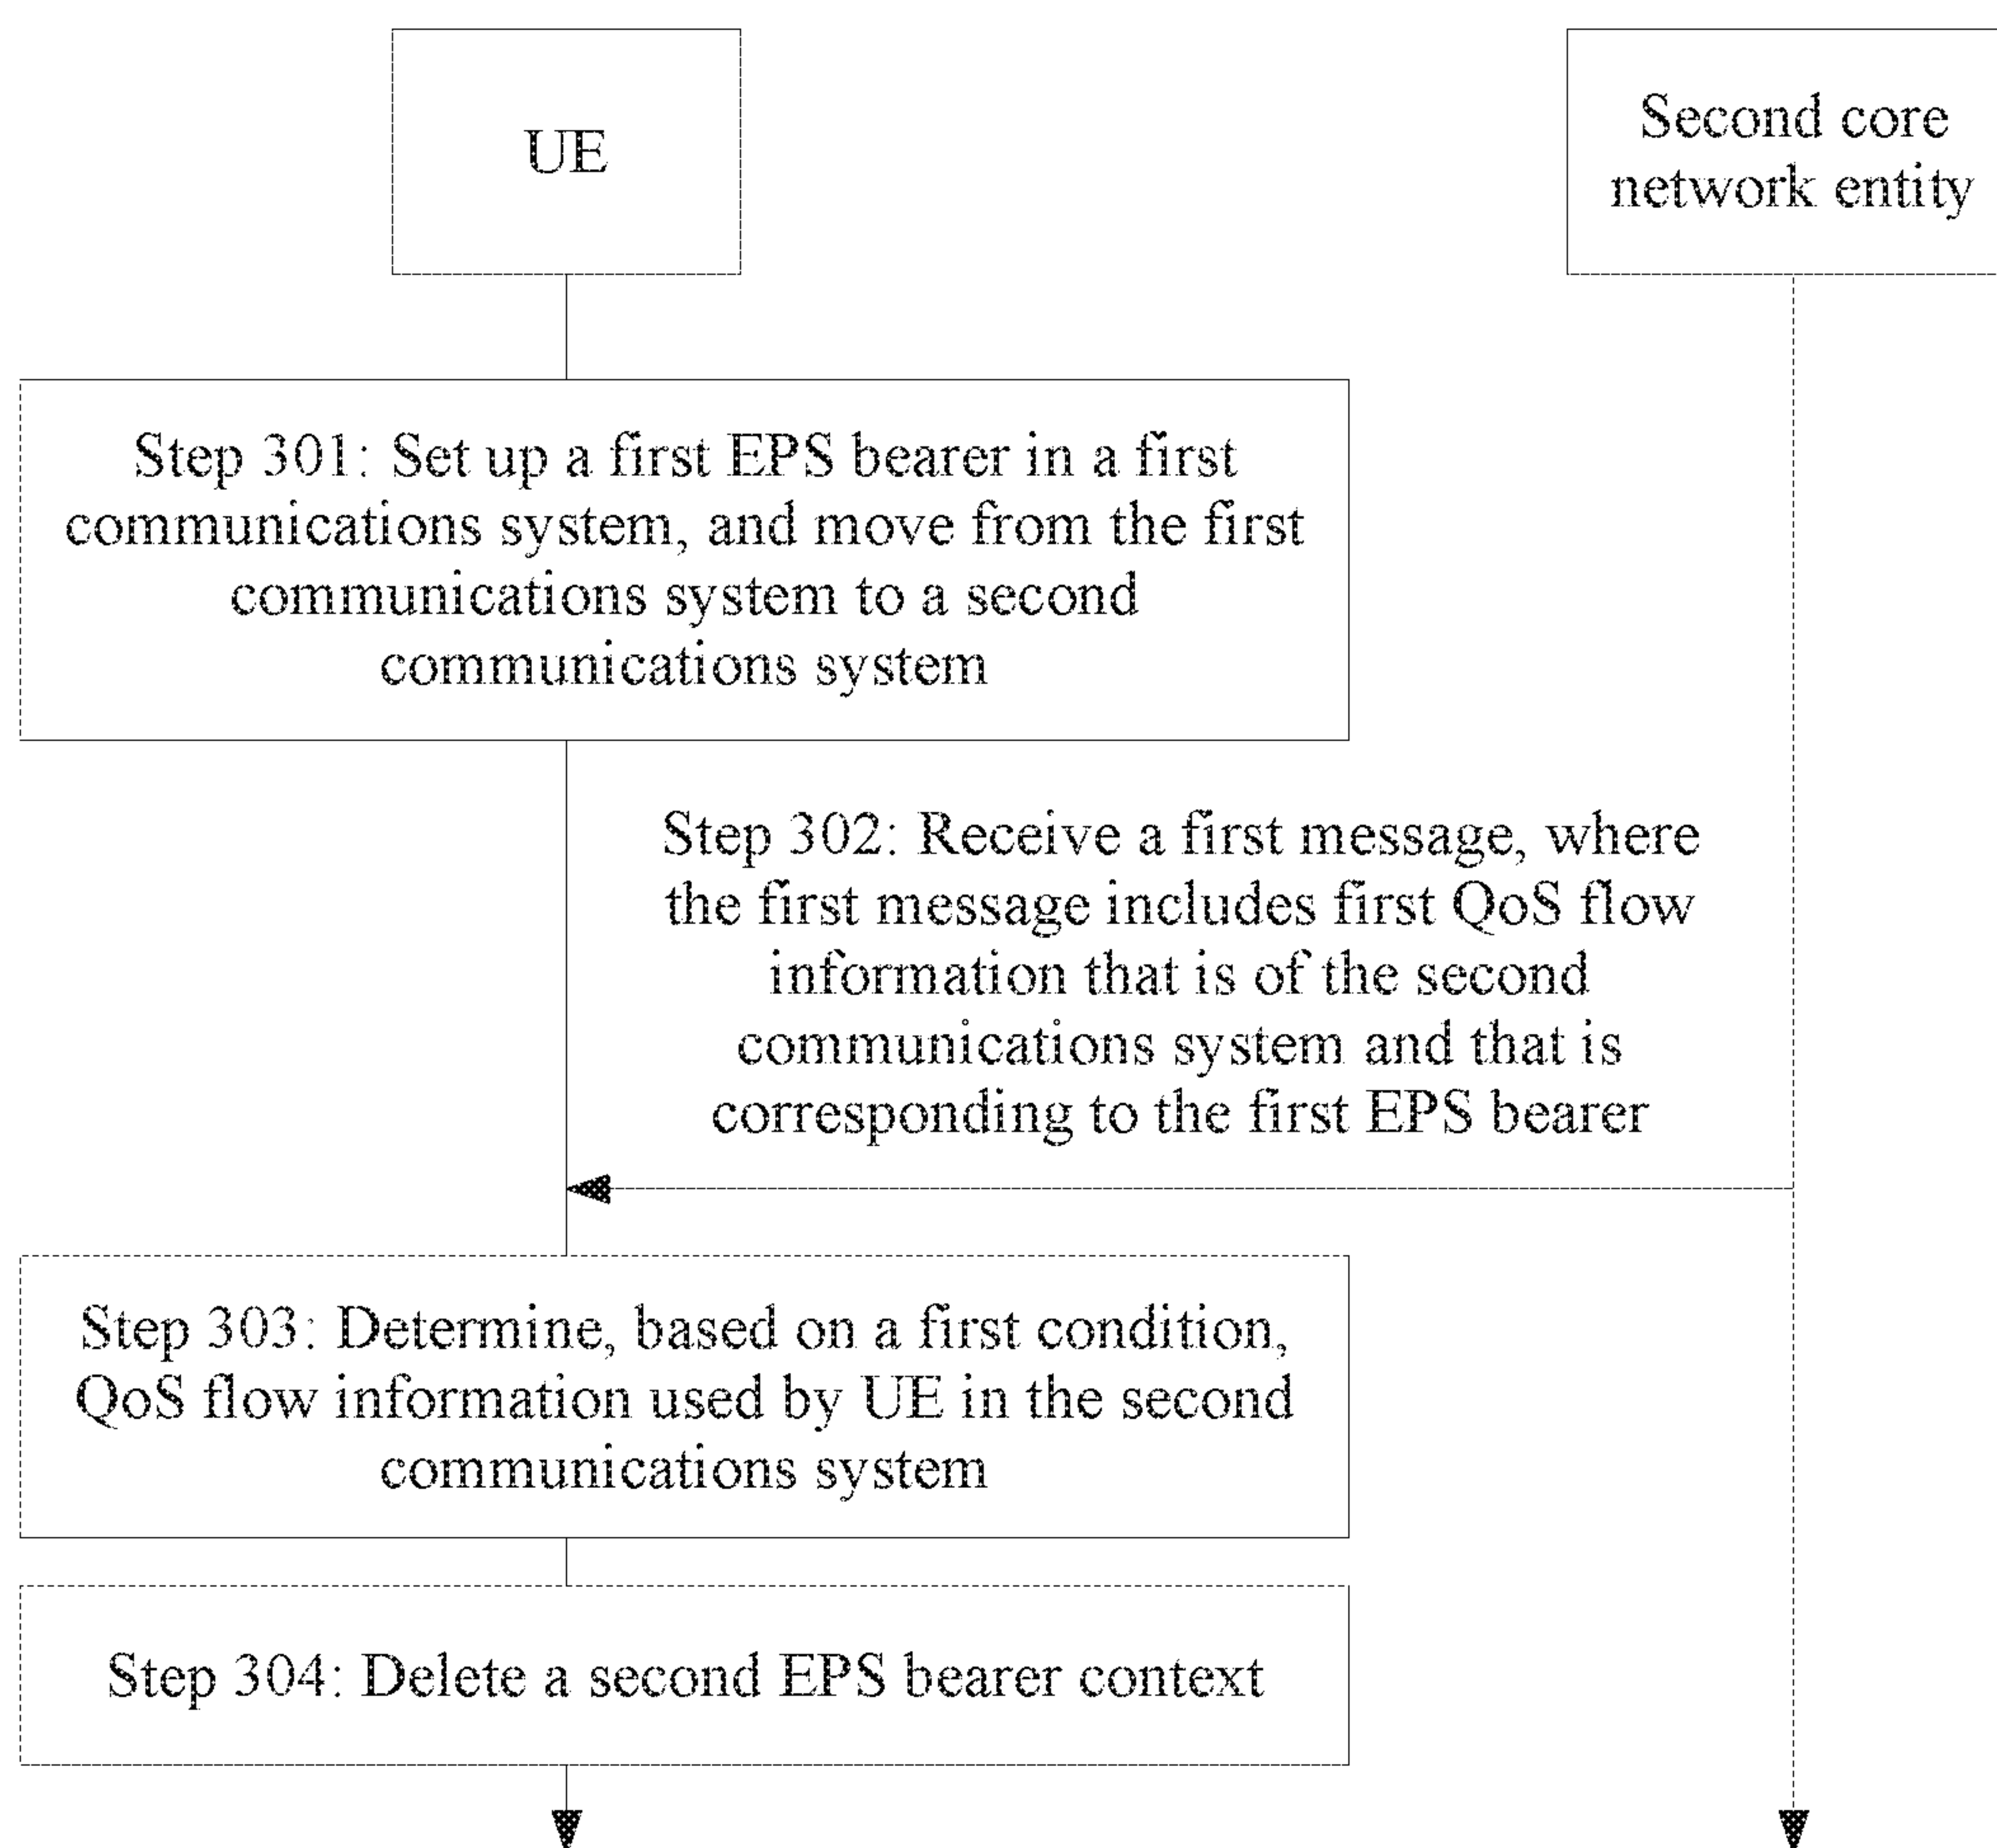 UE
Second core
network entity
Step 301: Set up a first EPS bearer in a first
communications system, and move from the first
communications system to a second
communications system
Step 302: Receive a first message, where
the first message includes first QoS flow
information that is of the second
communications system and that is
corresponding to the first EPS bearer
Step 303: Determine, based on a first condition,
QoS flow information used by UE in the second
communications system
Step 304: Delete a second EPS bearer context